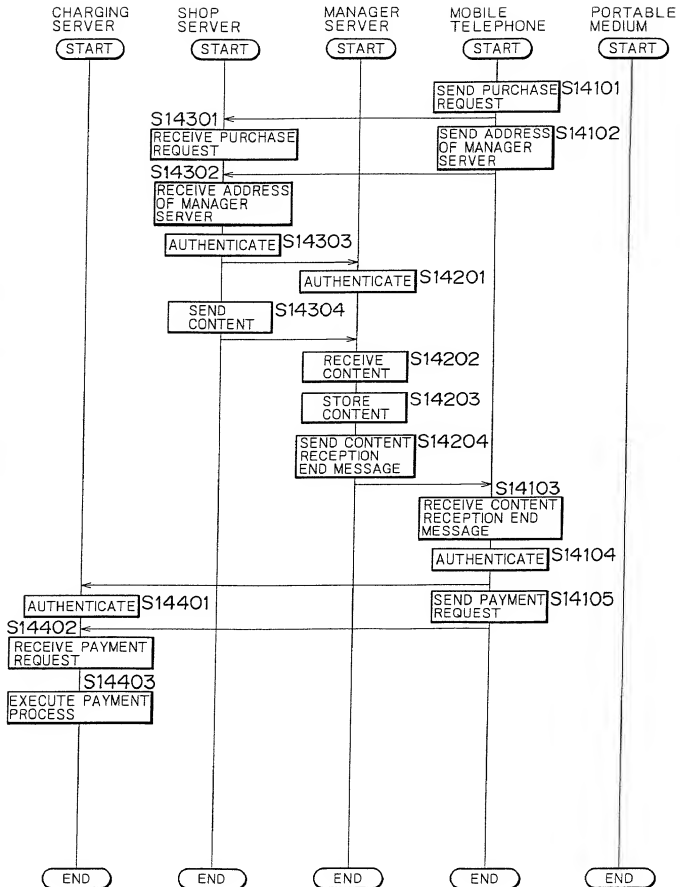 CHARGING
SERVER
SHOP
SERVER
MANAGER
SERVER
MOBILE
TELEPHONE
PORTABLE
MEDIUM
START
START
START
START
START
SEND PURCHASE
REQUEST
S14101
S14301
RECEIVE PURCHASE
REQUEST
SEND ADDRESS
OF MANAGER
SERVER
S14102
S14302
RECEIVE ADDRESS
OF MANAGER
SERVER
AUTHENTICATE
S14303
AUTHENTICATE
S14201
SEND
CONTENT
S14304
RECEIVE
CONTENT
S14202
STORE
CONTENT
S14203
SEND CONTENT
RECEPTION
END MESSAGE
S14204
S14103
RECEIVE CONTENT
RECEPTION END
MESSAGE
AUTHENTICATE
S14104
AUTHENTICATE
S14401
SEND PAYMENT
REQUEST
S14105
S14402
RECEIVE PAYMENT
REQUEST
S14403
EXECUTE PAYMENT
PROCESS
END
END
END
END
END